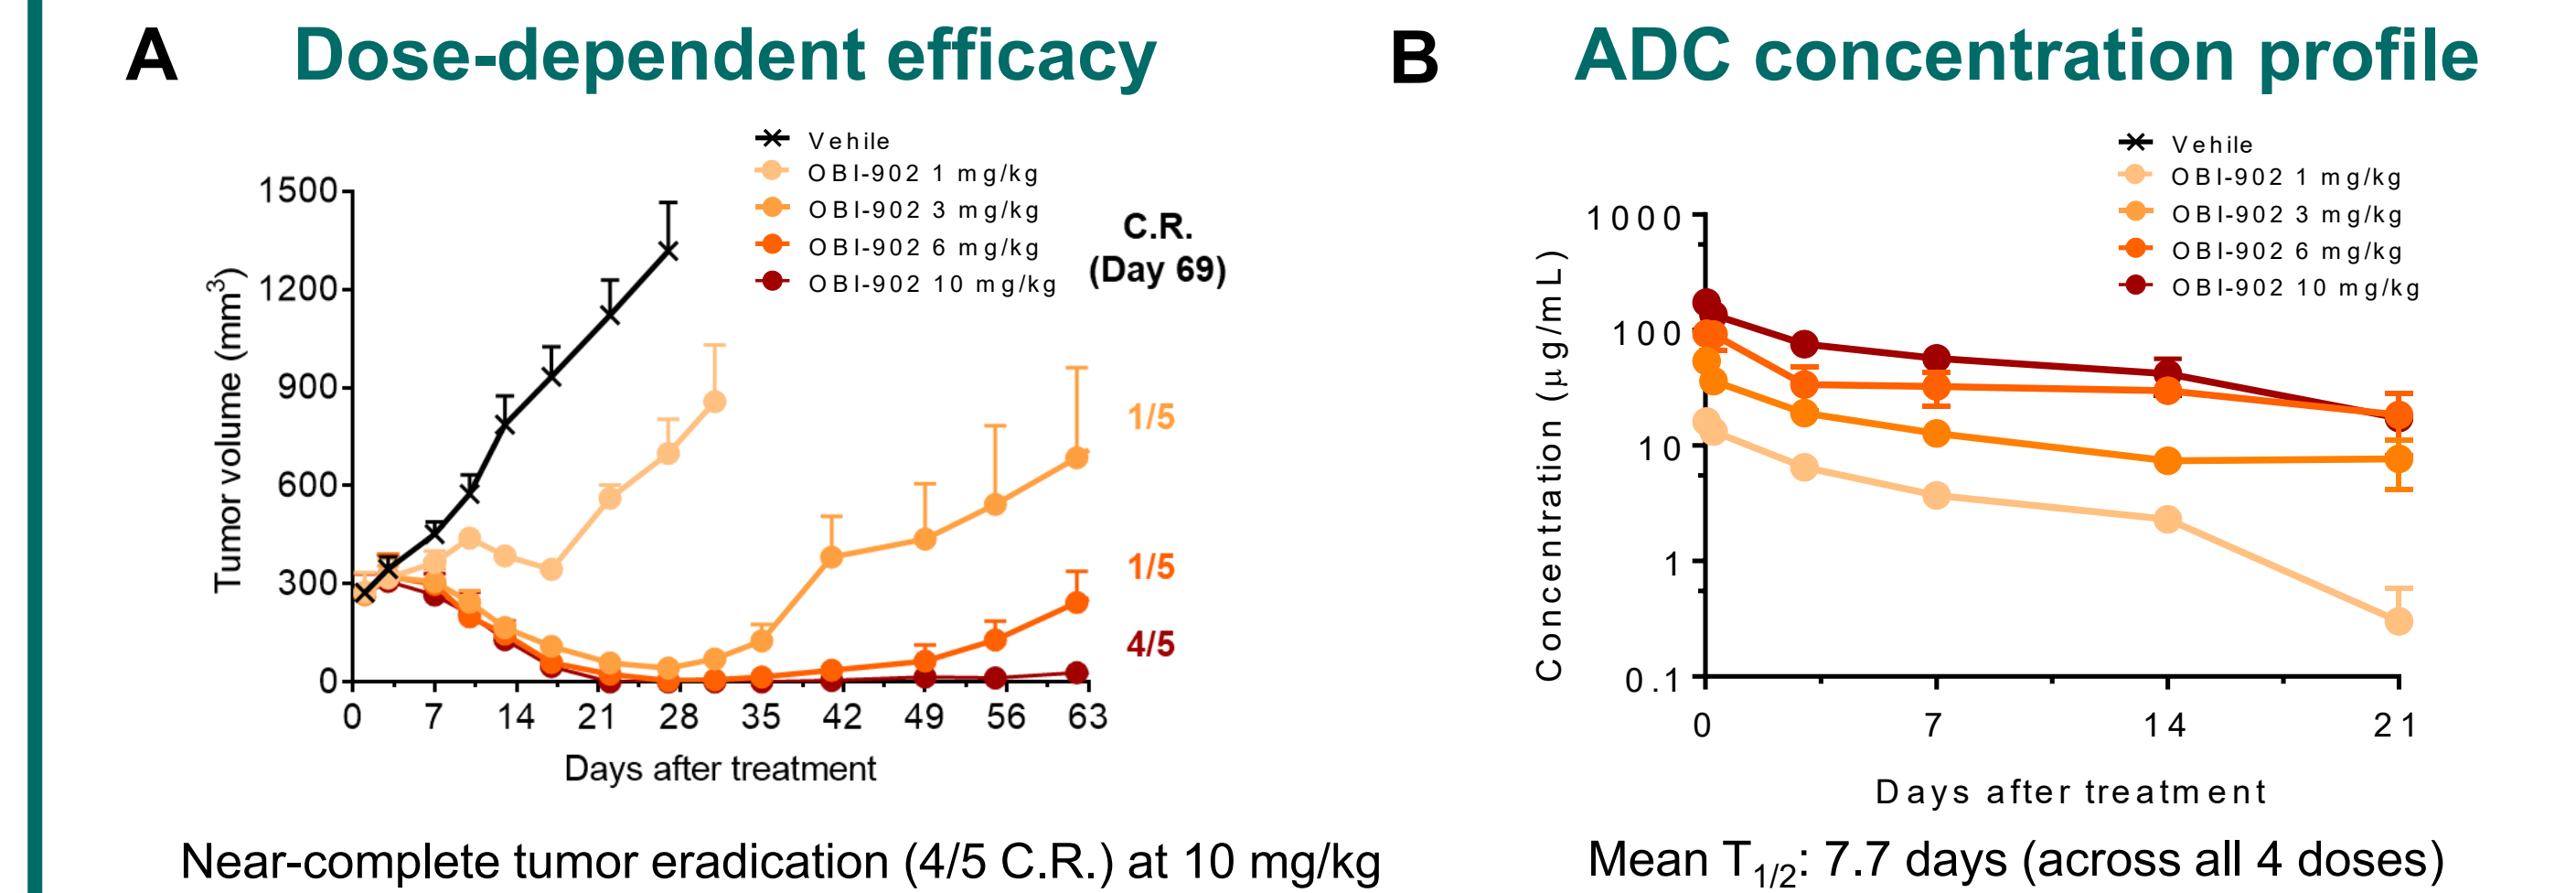 A Dose-dependent efficacy
Vehile
OBI-902 1 mg/kg
OBI-902 3 mg/kg
OBI-902 6 mg/kg
OBI-902 10 mg/kg
C.R.
(Day 69)
1500
1200
900
600
300
0
Tumor volume (mm³)
1/5
1/5
4/5
0 7 14 21 28 35 42 49 56 63
Days after treatment
Near-complete tumor eradication (4/5 C.R.) at 10 mg/kg
B ADC concentration profile
Vehile
OBI-902 1 mg/kg
OBI-902 3 mg/kg
OBI-902 6 mg/kg
OBI-902 10 mg/kg
1000
100
10
1
0.1
Concentration (μg/mL)
0 7 14 21
Days after treatment
Mean T1/2: 7.7 days (across all 4 doses)